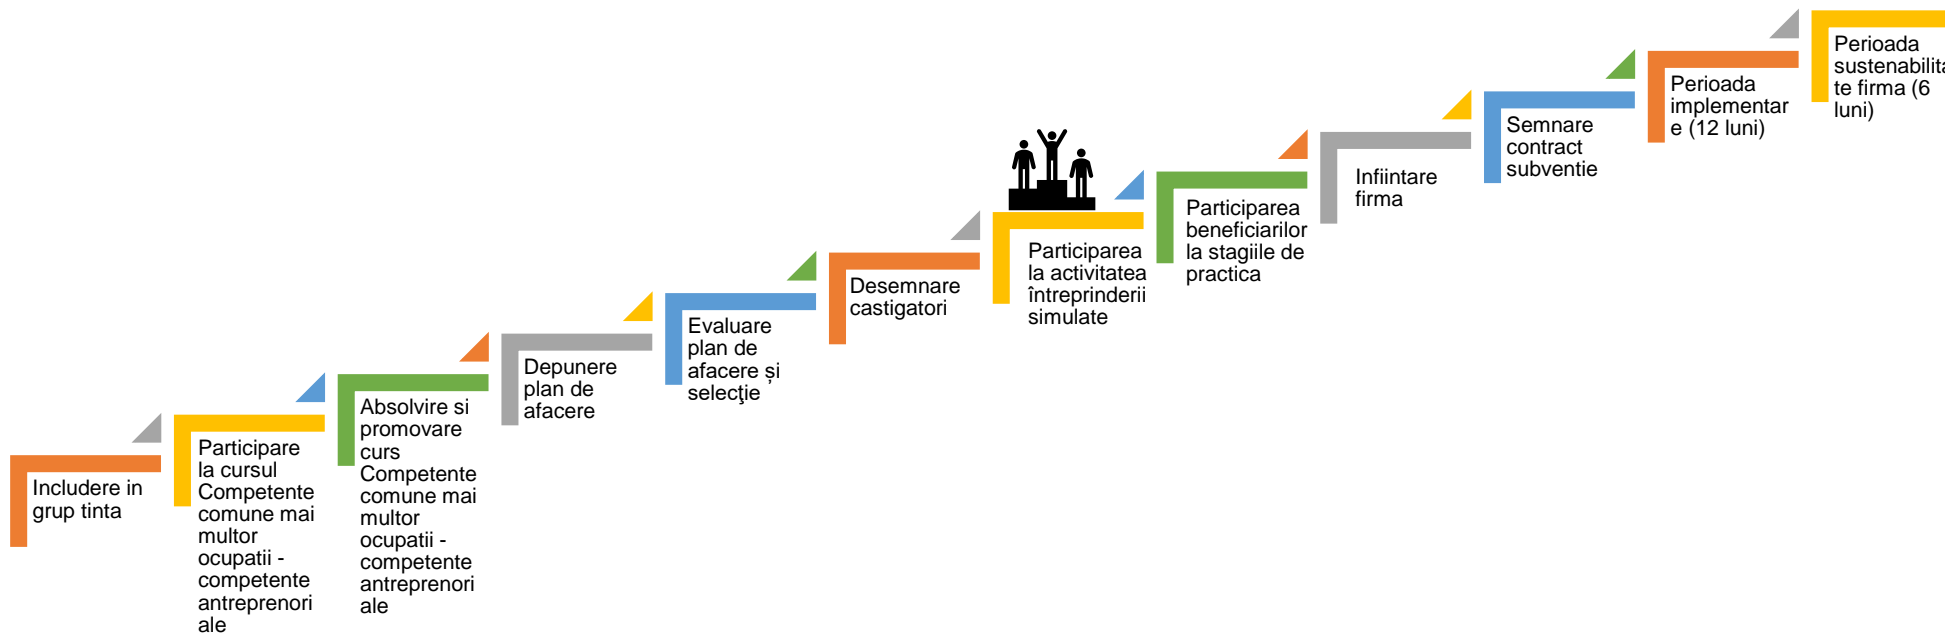 Includere in
grup tinta
Participare
la cursul
Competente
comune mai
multor
ocupatii -
competente
antreprenori
ale
Absolvire si
promovare
curs
Competente
comune mai
multor
ocupatii -
competente
antreprenori
ale
Depunere
plan de
afacere
Evaluare
plan de
afacere și
selecţie
Desemnare
castigatori
Participarea
la activitatea
întreprinderii
simulate
Participarea
beneficiarilor
la stagiile de
practica
Infiintare
firma
Semnare
contract
subventie
Perioada
implementar
e (12 luni)
Perioada
sustenabilita
te firma (6
luni)